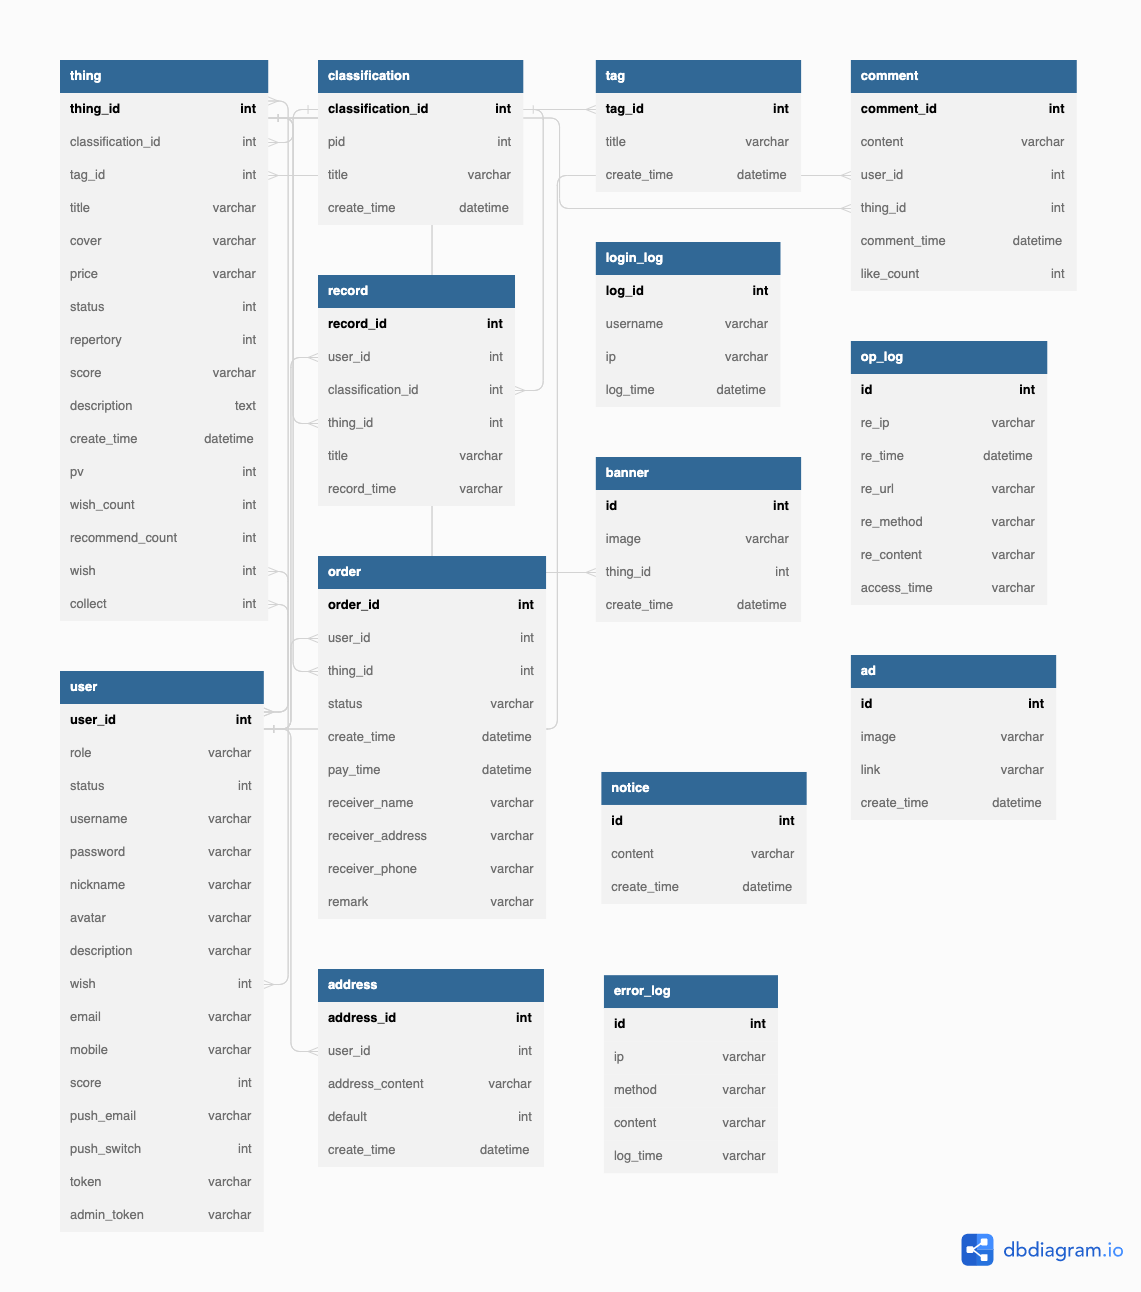 thing
thing_id int
classification_id int
tag_id int
title varchar
cover varchar
price varchar
status int
repertory int
score varchar
description text
create_time datetime
pv int
wish_count int
recommend_count int
wish int
collect int
user
user_id int
role varchar
status int
username varchar
password varchar
nickname varchar
avatar varchar
description varchar
wish int
email varchar
mobile varchar
score int
push_email varchar
push_switch int
token varchar
admin_token varchar
classification
classification_id int
pid int
title varchar
create_time datetime
record
record_id int
user_id int
classification_id int
thing_id int
title varchar
record_time varchar
order
order_id int
user_id int
thing_id int
status varchar
create_time datetime
pay_time datetime
receiver_name varchar
receiver_address varchar
receiver_phone varchar
remark varchar
address
address_id int
user_id int
address_content varchar
default int
create_time datetime
tag
tag_id int
title varchar
create_time datetime
login_log
log_id int
username varchar
ip varchar
log_time datetime
banner
id int
image varchar
thing_id int
create_time datetime
notice
id int
content varchar
create_time datetime
error_log
id int
ip varchar
method varchar
content varchar
log_time varchar
comment
comment_id int
content varchar
user_id int
thing_id int
comment_time datetime
like_count int
op_log
id int
re_ip varchar
re_time datetime
re_url varchar
re_method varchar
re_content varchar
access_time varchar
ad
id int
image varchar
link varchar
create_time datetime
dbdiagram.io